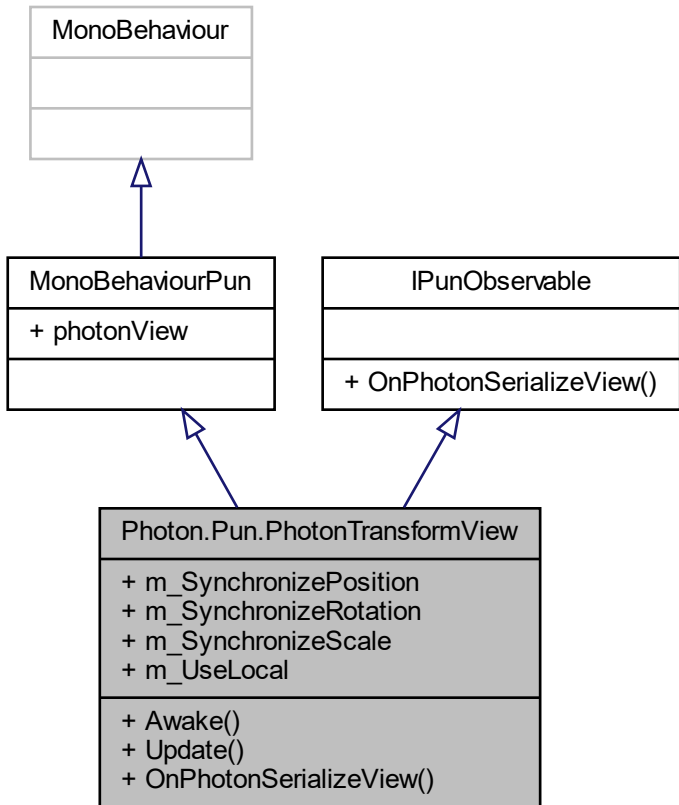 MonoBehaviour
MonoBehaviourPun
+ photonView
IPunObservable
+ OnPhotonSerializeView()
Photon.Pun.PhotonTransformView
+ m_SynchronizePosition
+ m_SynchronizeRotation
+ m_SynchronizeScale
+ m_UseLocal
+ Awake()
+ Update()
+ OnPhotonSerializeView()